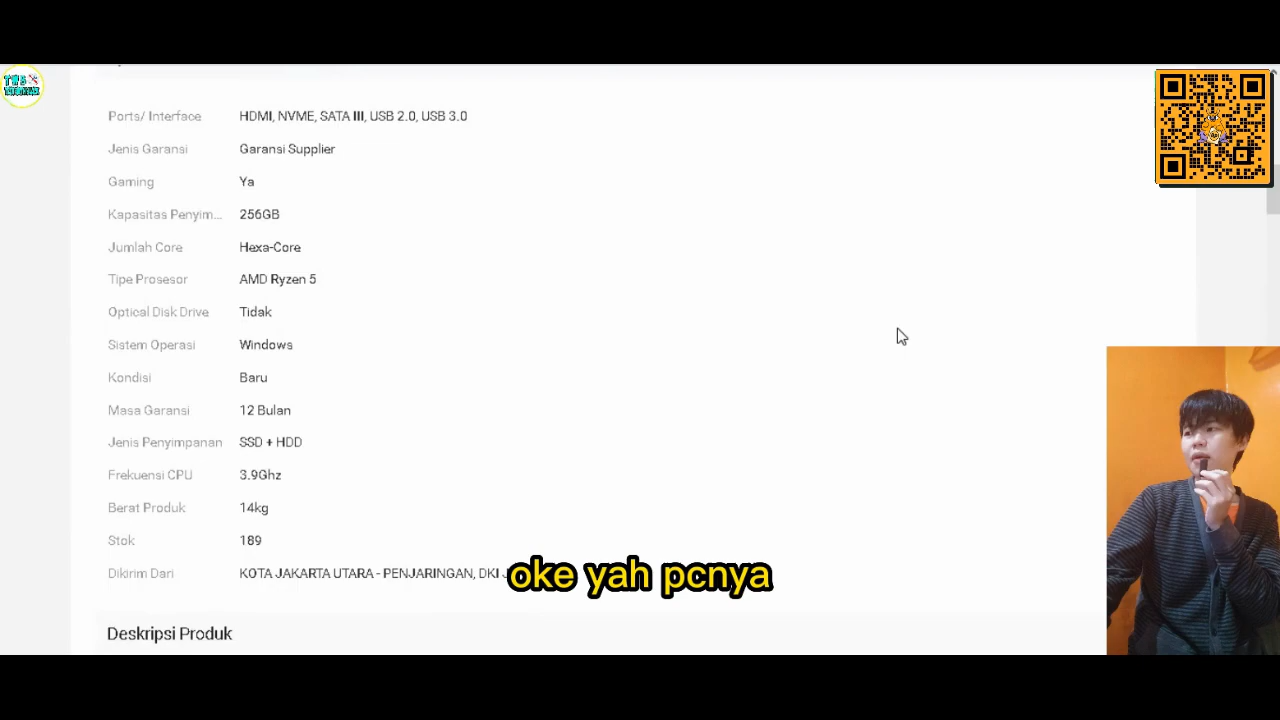 Ports/ Interface HDMI, NVME, SATA III, USB 2.0, USB 3.0
Jenis Garansi Garansi Supplier
Gaming Ya
Kapasitas Penyim... 256GB
Jumlah Core Hexa-Core
Tipe Prosesor AMD Ryzen 5
Optical Disk Drive Tidak
Sistem Operasi Windows
Kondisi Baru
Masa Garansi 12 Bulan
Jenis Penyimpanan SSD + HDD
Frekuensi CPU 3.9Ghz
Berat Produk 14kg
Stok 189
Dikirim Dari KOTA JAKARTA UTARA - PENJARINGAN, DKI
oke yah pcnya
Deskripsi Produk